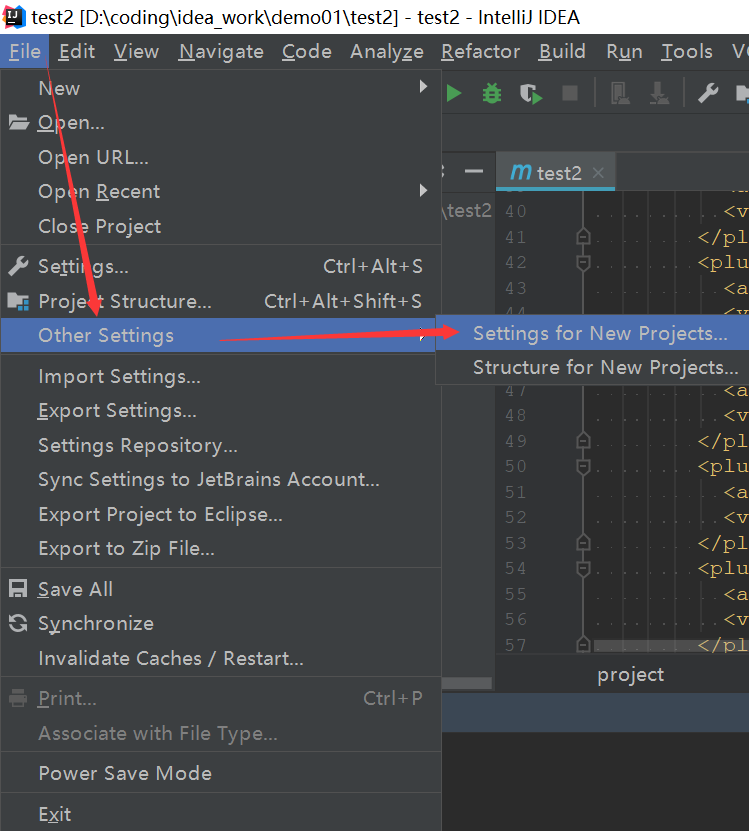 test2 [D:\coding\idea_work\demo01\test2] - test2 - IntelliJ IDEA
File Edit View Navigate Code Analyze Refactor Build Run Tools
New
Open...
Open URL...
Open Recent
Close Project
Settings... Ctrl+Alt+S
Project Structure... Ctrl+Alt+Shift+S
Other Settings
Settings for New Projects...
Structure for New Projects...
Import Settings...
Export Settings...
Settings Repository...
Sync Settings to JetBrains Account...
Export Project to Eclipse...
Export to Zip File...
Save All
Synchronize
Invalidate Caches / Restart...
Print... Ctrl+P
Associate with File Type...
Power Save Mode
Exit
m test2
\test2
40 <v
41 </pl
42 <plu
43 <a
<v
47 <a
48 <v
49 </pl
50 <plu
51 <a
52 <v
53 </pl
54 <plu
55 <a
56 <v
57 </pl
project